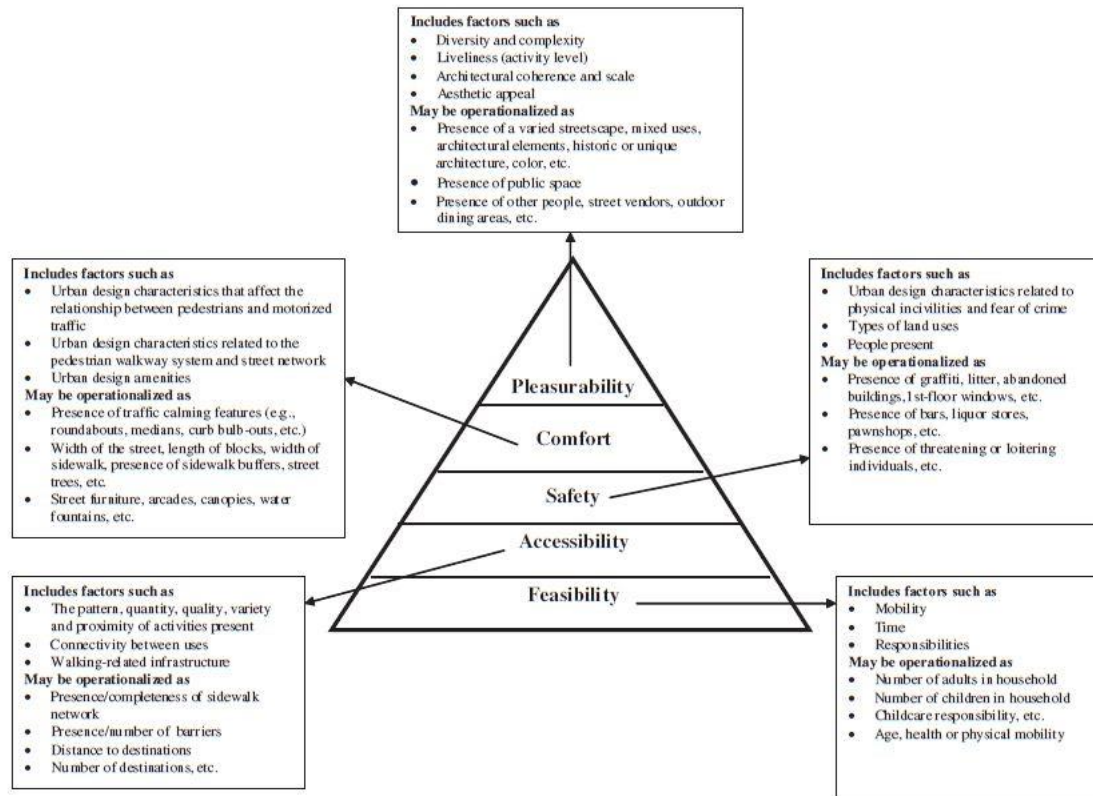 Includes factors such as
• Diversity and complexity
• Liveliness (activity level)
• Architectural coherence and scale
• Aesthetic appeal
May be operationalized as
• Presence of a varied streetscape, mixed uses,
architectural elements, historic or unique
architecture, color, etc.
• Presence of public space
• Presence of other people, street vendors, outdoor
dining areas, etc.
Includes factors such as
• Urban design characteristics that affect the
relationship between pedestrians and motorized
traffic
• Urban design characteristics related to the
pedestrian walkway system and street network
• Urban design amenities
May be operationalized as
• Presence of traffic calming features (e.g.,
roundabouts, medians, curb bulb-outs, etc.)
• Width of the street, length of blocks, width of
sidewalk, presence of sidewalk buffers, street
trees, etc.
• Street furniture, arcades, canopies, water
fountains, etc.
Includes factors such as
• Urban design characteristics related to
physical incivilities and fear of crime
• Types of land uses
• People present
May be operationalized as
• Presence of graffiti, litter, abandoned
buildings, 1st-floor windows, etc.
• Presence of bars, liquor stores,
pawnshops, etc.
• Presence of threatening or loitering
individuals, etc.
Pleasurability
Comfort
Safety
Accessibility
Feasibility
Includes factors such as
• The pattern, quantity, quality, variety
and proximity of activities present
• Connectivity between uses
• Walking-related infrastructure
May be operationalized as
• Presence/completeness of sidewalk
network
• Presence/number of barriers
• Distance to destinations
• Number of destinations, etc.
Includes factors such as
• Mobility
• Time
• Responsibilities
May be operationalized as
• Number of adults in household
• Number of children in household
• Childcare responsibility, etc.
• Age, health or physical mobility